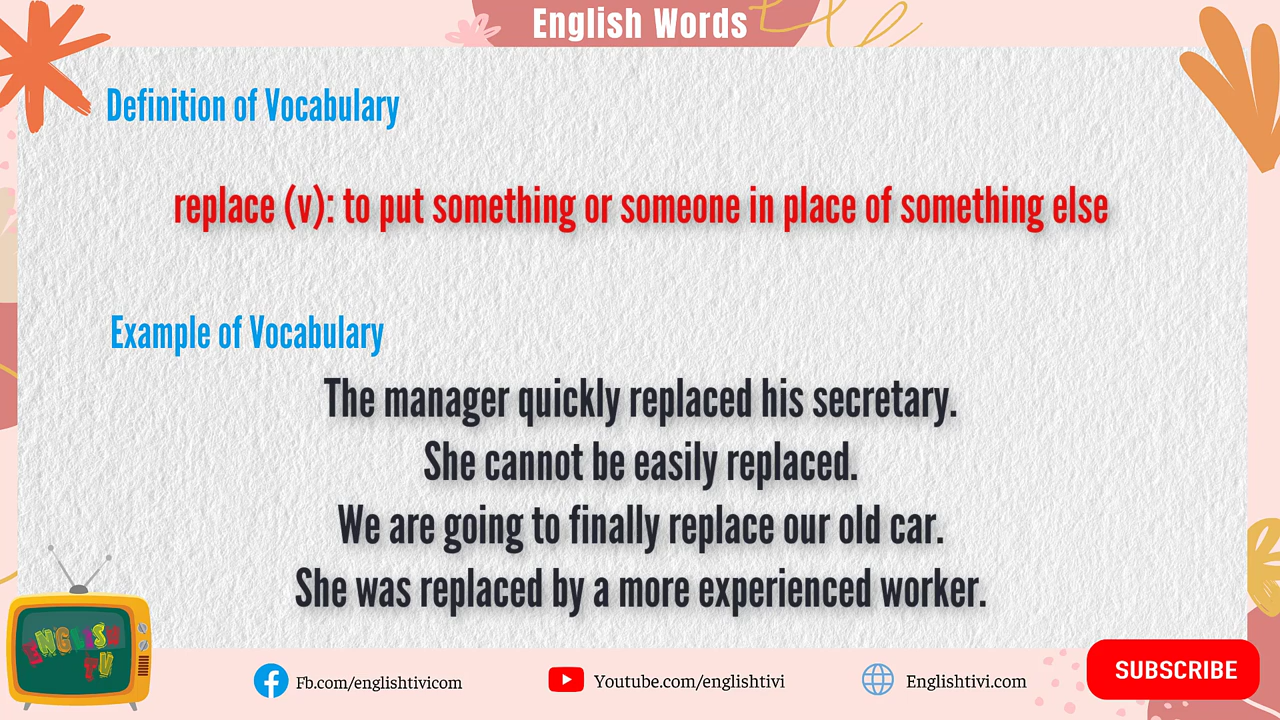 English Words
Definition of Vocabulary
replace (v): to put something or someone in place of something else
Example of Vocabulary
The manager quickly replaced his secretary.
She cannot be easily replaced.
We are going to finally replace our old car.
She was replaced by a more experienced worker.
ENGLISH
TV
Fb.com/englishtivicom
Youtube.com/englishtivi
Englishtivi.com
SUBSCRIBE